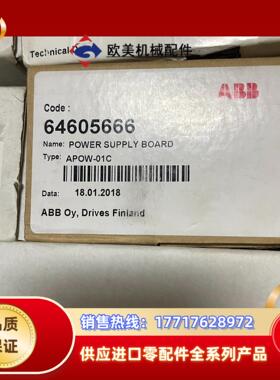 欧美机械配件
Technical D
ABB
Code :
64605666
Name: POWER SUPPLY BOARD
Type: APOW-01C
Data: 18.01.2018
ABB Oy, Drives Finland
品质
保证
销售热线：17717628972
供应进口零配件全系列产品